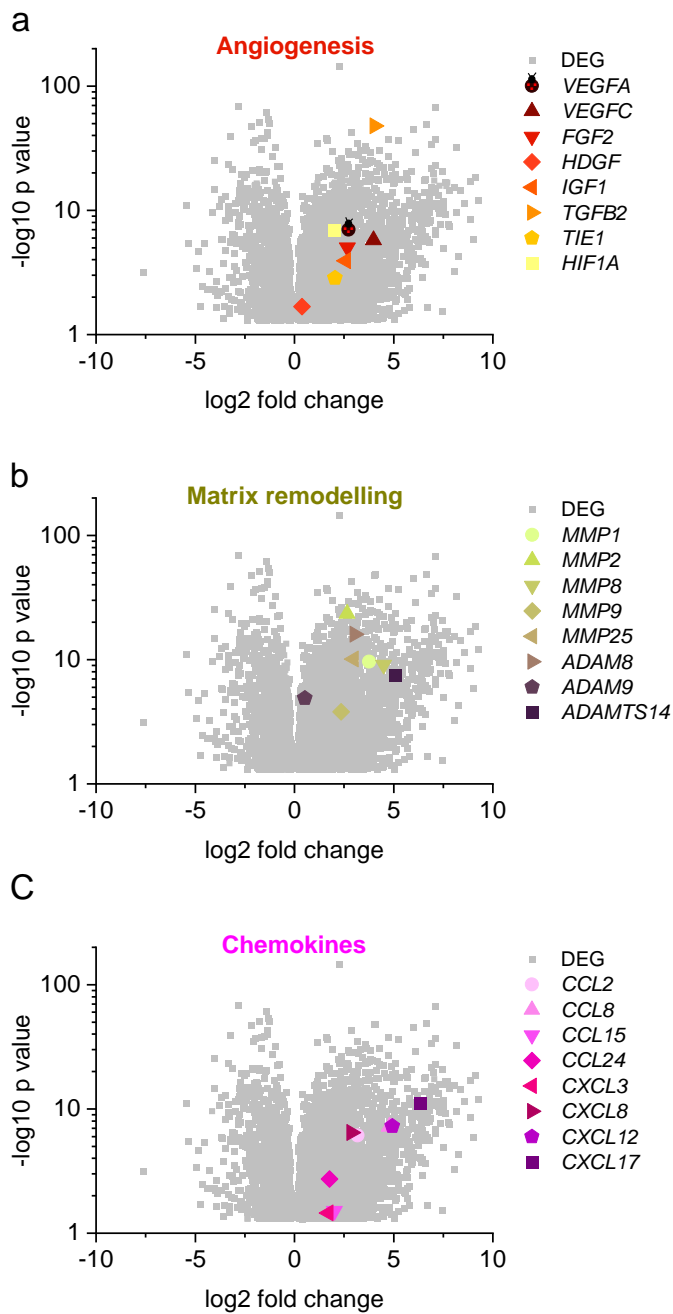 a
Angiogenesis
-log10 p value
100
10
1
-10
-5
0
5
10
log2 fold change
DEG
VEGFA
VEGFC
FGF2
HDGF
IGF1
TGFB2
TIE1
HIF1A
b
Matrix remodelling
-log10 p value
100
10
1
-10
-5
0
5
10
log2 fold change
DEG
MMP1
MMP2
MMP8
MMP9
MMP25
ADAM8
ADAM9
ADAMTS14
C
Chemokines
-log10 p value
100
10
1
-10
-5
0
5
10
log2 fold change
DEG
CCL2
CCL8
CCL15
CCL24
CXCL3
CXCL8
CXCL12
CXCL17